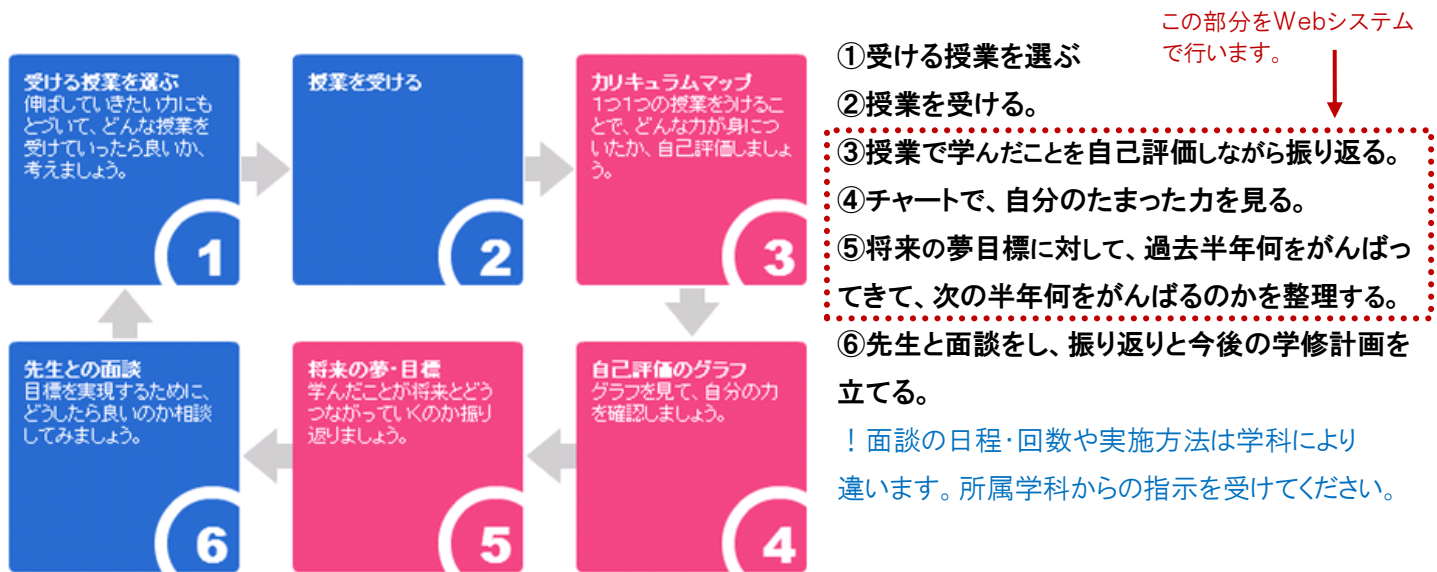 受ける授業を選ぶ
伸ばしていきたい力にも
とづいて、どんな授業を
受けていったら良いか、
考えましょう。
1
授業を受ける
2
カリキュラムマップ
1つ1つの授業をうけるこ
とで、どんな力が身につ
いたか、自己評価しましょ
う。
3
先生との面談
目標を実現するために、
どうしたら良いのか相談
してみましょう。
6
将来の夢・目標
学んだことが将来とどう
つながっていくのか振り
返りましょう。
5
自己評価のグラフ
グラフを見て、自分の力
を確認しましょう。
4
この部分をWebシステム
で行います。
①受ける授業を選ぶ
②授業を受ける。
③授業で学んだことを自己評価しながら振り返る。
④チャートで、自分のたまった力を見る。
⑤将来の夢目標に対して、過去半年何をがんばっ
てきて、次の半年何をがんばるのかを整理する。
⑥先生と面談をし、振り返りと今後の学修計画を
立てる。
！面談の日程・回数や実施方法は学科により
違います。所属学科からの指示を受けてください。